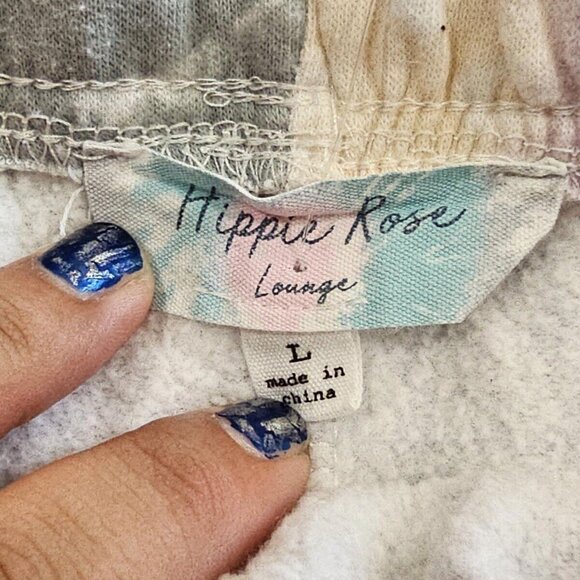 Hippie Rose
Lounge
L
made in
china